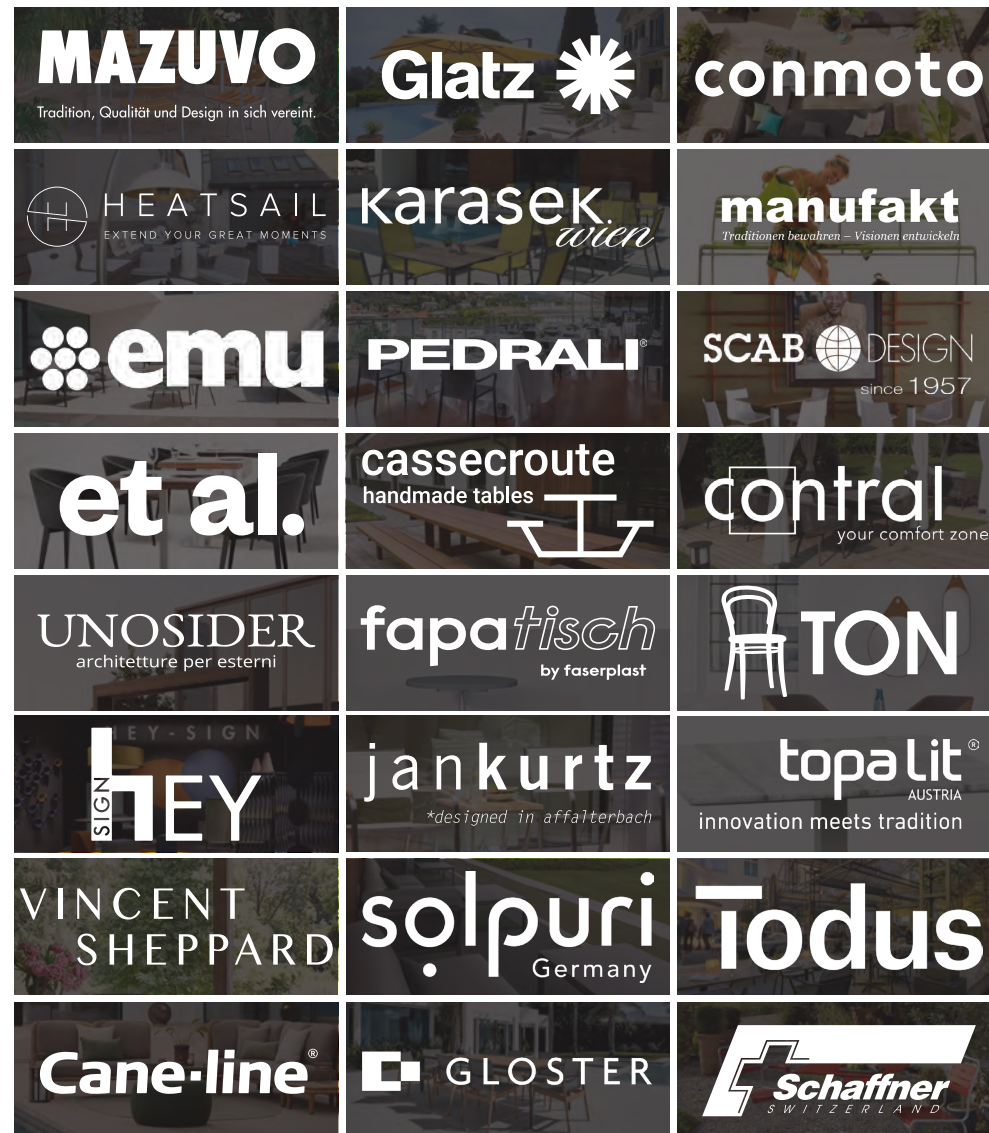 MAZUVO
Tradition, Qualität und Design in sich vereint.
Glatz
conmoto
H
HEATSAIL
EXTEND YOUR GREAT MOMENTS
karasek.
wien
manufakt
Traditionen bewahren – Visionen entwickeln
emu
PEDRALI®
SCAB DESIGN
since 1957
et al.
cassecroute
handmade tables
contral
your comfort zone
UNOSIDER
architetture per esterni
fapatisch
by faserplast
TON
HEY-SIGN
SIGN
hEY
jankurtz
*designed in affalterbach
topalit®
AUSTRIA
innovation meets tradition
VINCENT
SHEPPARD
solpuri
Germany
Todus
Cane-line®
GLOSTER
Schaffner
SWITZERLAND